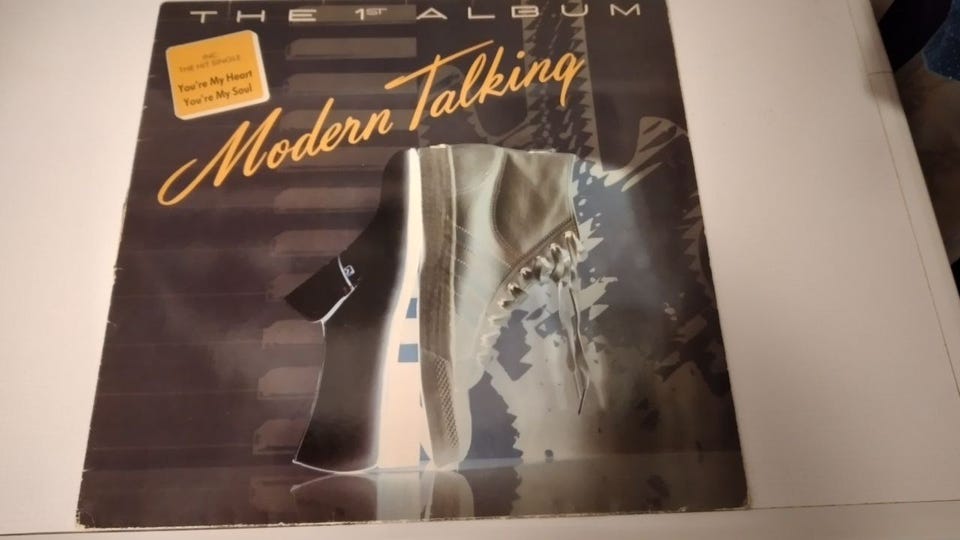 THE 1ST ALBUM
INC.
THE HIT SINGLE
You're My Heart
You're My Soul
Modern Talking